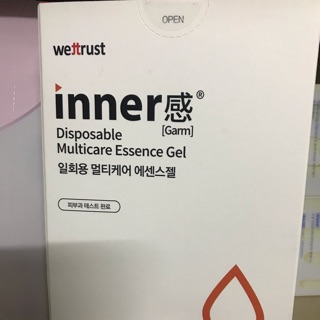 OPEN
wettrust
inner感®
[Garm]
Disposable
Multicare Essence Gel
일회용 멀티케어 에센스젤
피부과 테스트 완료